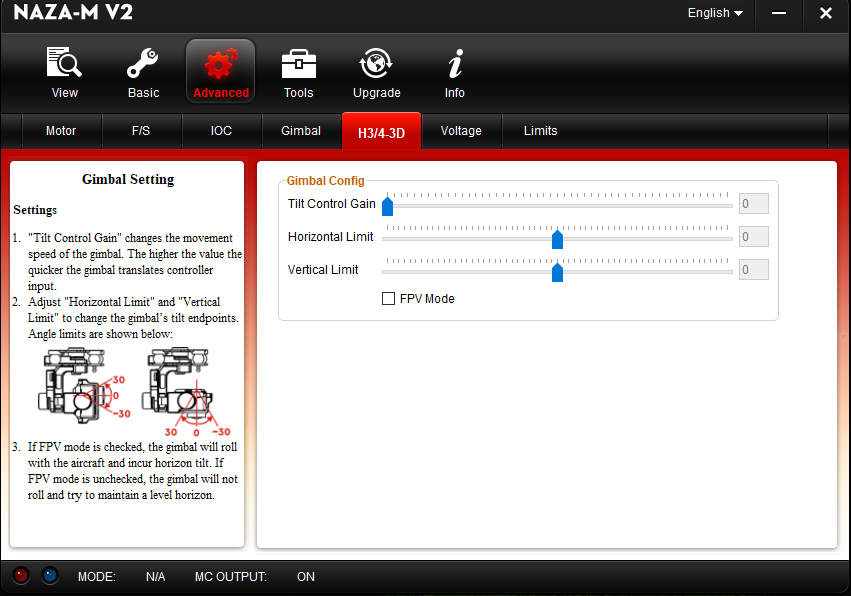 NAZA-M V2
English
View
Basic
Advanced
Tools
Upgrade
Info
Motor
F/S
IOC
Gimbal
H3/4-3D
Voltage
Limits
Gimbal Setting
Settings
1. "Tilt Control Gain" changes the movement
speed of the gimbal. The higher the value the
quicker the gimbal translates controller
input.
2. Adjust "Horizontal Limit" and "Vertical
Limit" to change the gimbal's tilt endpoints.
Angle limits are shown below:
30
0
-30
30 0 -30
3. If FPV mode is checked, the gimbal will roll
with the aircraft and incur horizon tilt. If
FPV mode is unchecked, the gimbal will not
roll and try to maintain a level horizon.
Gimbal Config
Tilt Control Gain 0
Horizontal Limit 0
Vertical Limit 0
FPV Mode
MODE: N/A MC OUTPUT: ON